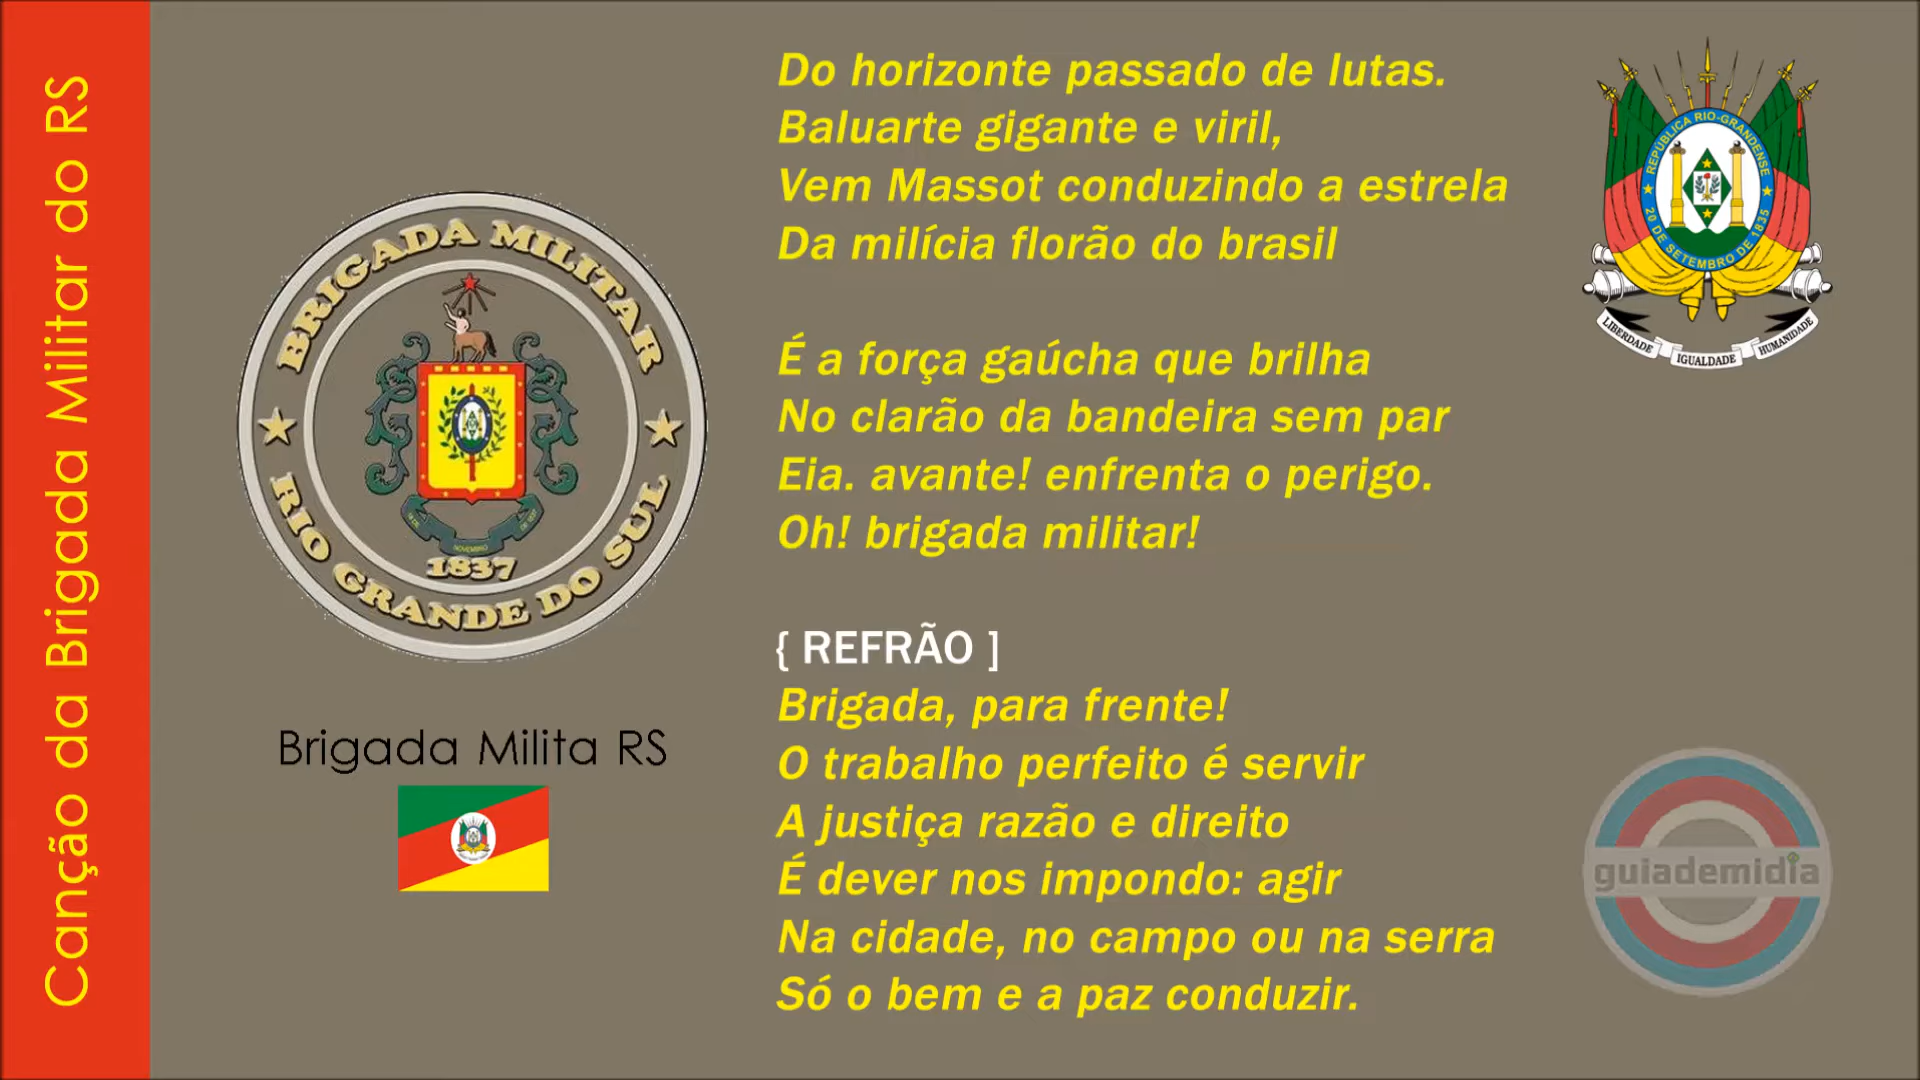 Canção da Brigada Militar do RS
BRIGADA MILITAR
RIO GRANDE DO SUL
NOVEMBRO
1837
Brigada Milita RS
Do horizonte passado de lutas.
Baluarte gigante e viril,
Vem Massot conduzindo a estrela
Da milícia florão do brasil
É a força gaúcha que brilha
No clarão da bandeira sem par
Eia. avante! enfrenta o perigo.
Oh! brigada militar!
{ REFRÃO ]
Brigada, para frente!
O trabalho perfeito é servir
A justiça razão e direito
É dever nos impondo: agir
Na cidade, no campo ou na serra
Só o bem e a paz conduzir.
REPÚBLICA RIO-GRANDENSE
20 DE SETEMBRO DE 1835
LIBERDADE IGUALDADE HUMANIDADE
guiademidia